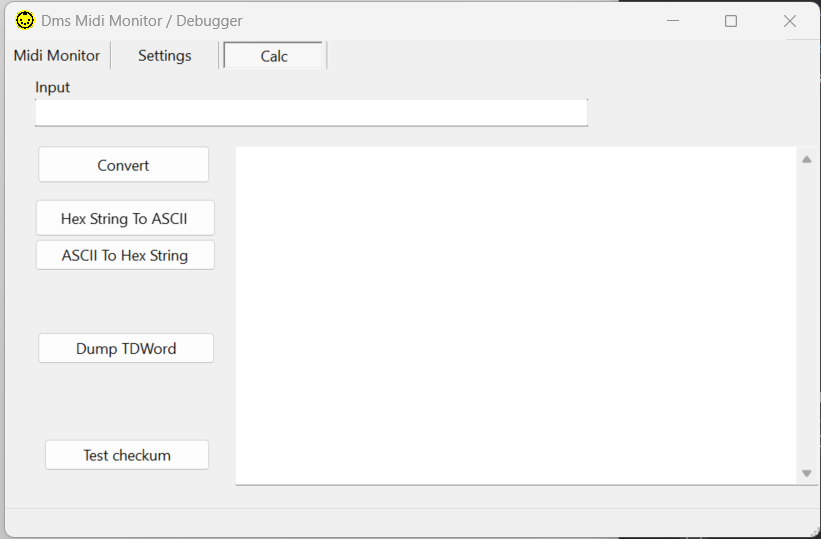 Dms Midi Monitor / Debugger
Midi Monitor Settings Calc
Input
Convert
Hex String To ASCII
ASCII To Hex String
Dump TDWord
Test checkum